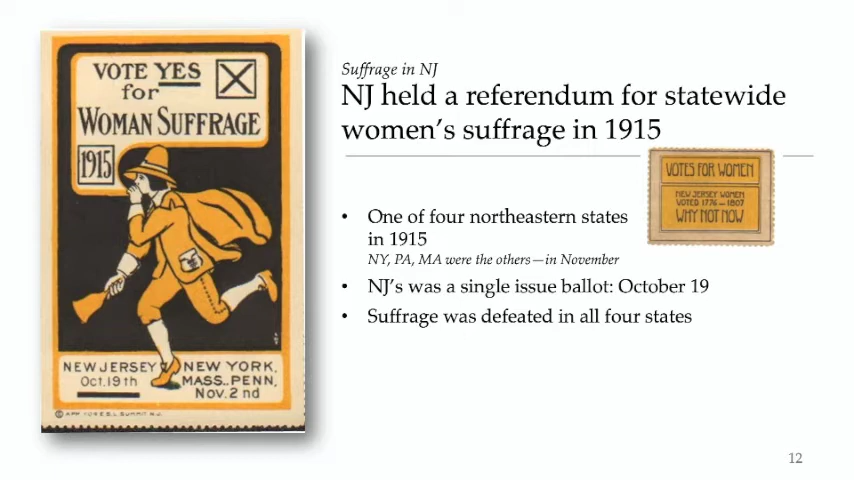 VOTE YES
for
WOMAN SUFFRAGE
1915
NEW JERSEY
Oct. 19th
NEW YORK,
MASS., PENN,
Nov. 2nd
Suffrage in NJ
NJ held a referendum for statewide
women's suffrage in 1915
VOTES FOR WOMEN
NEW JERSEY WOMEN
VOTED 1776–1807
WHY NOT NOW
• One of four northeastern states
in 1915
NY, PA, MA were the others—in November
• NJ's was a single issue ballot: October 19
• Suffrage was defeated in all four states
12